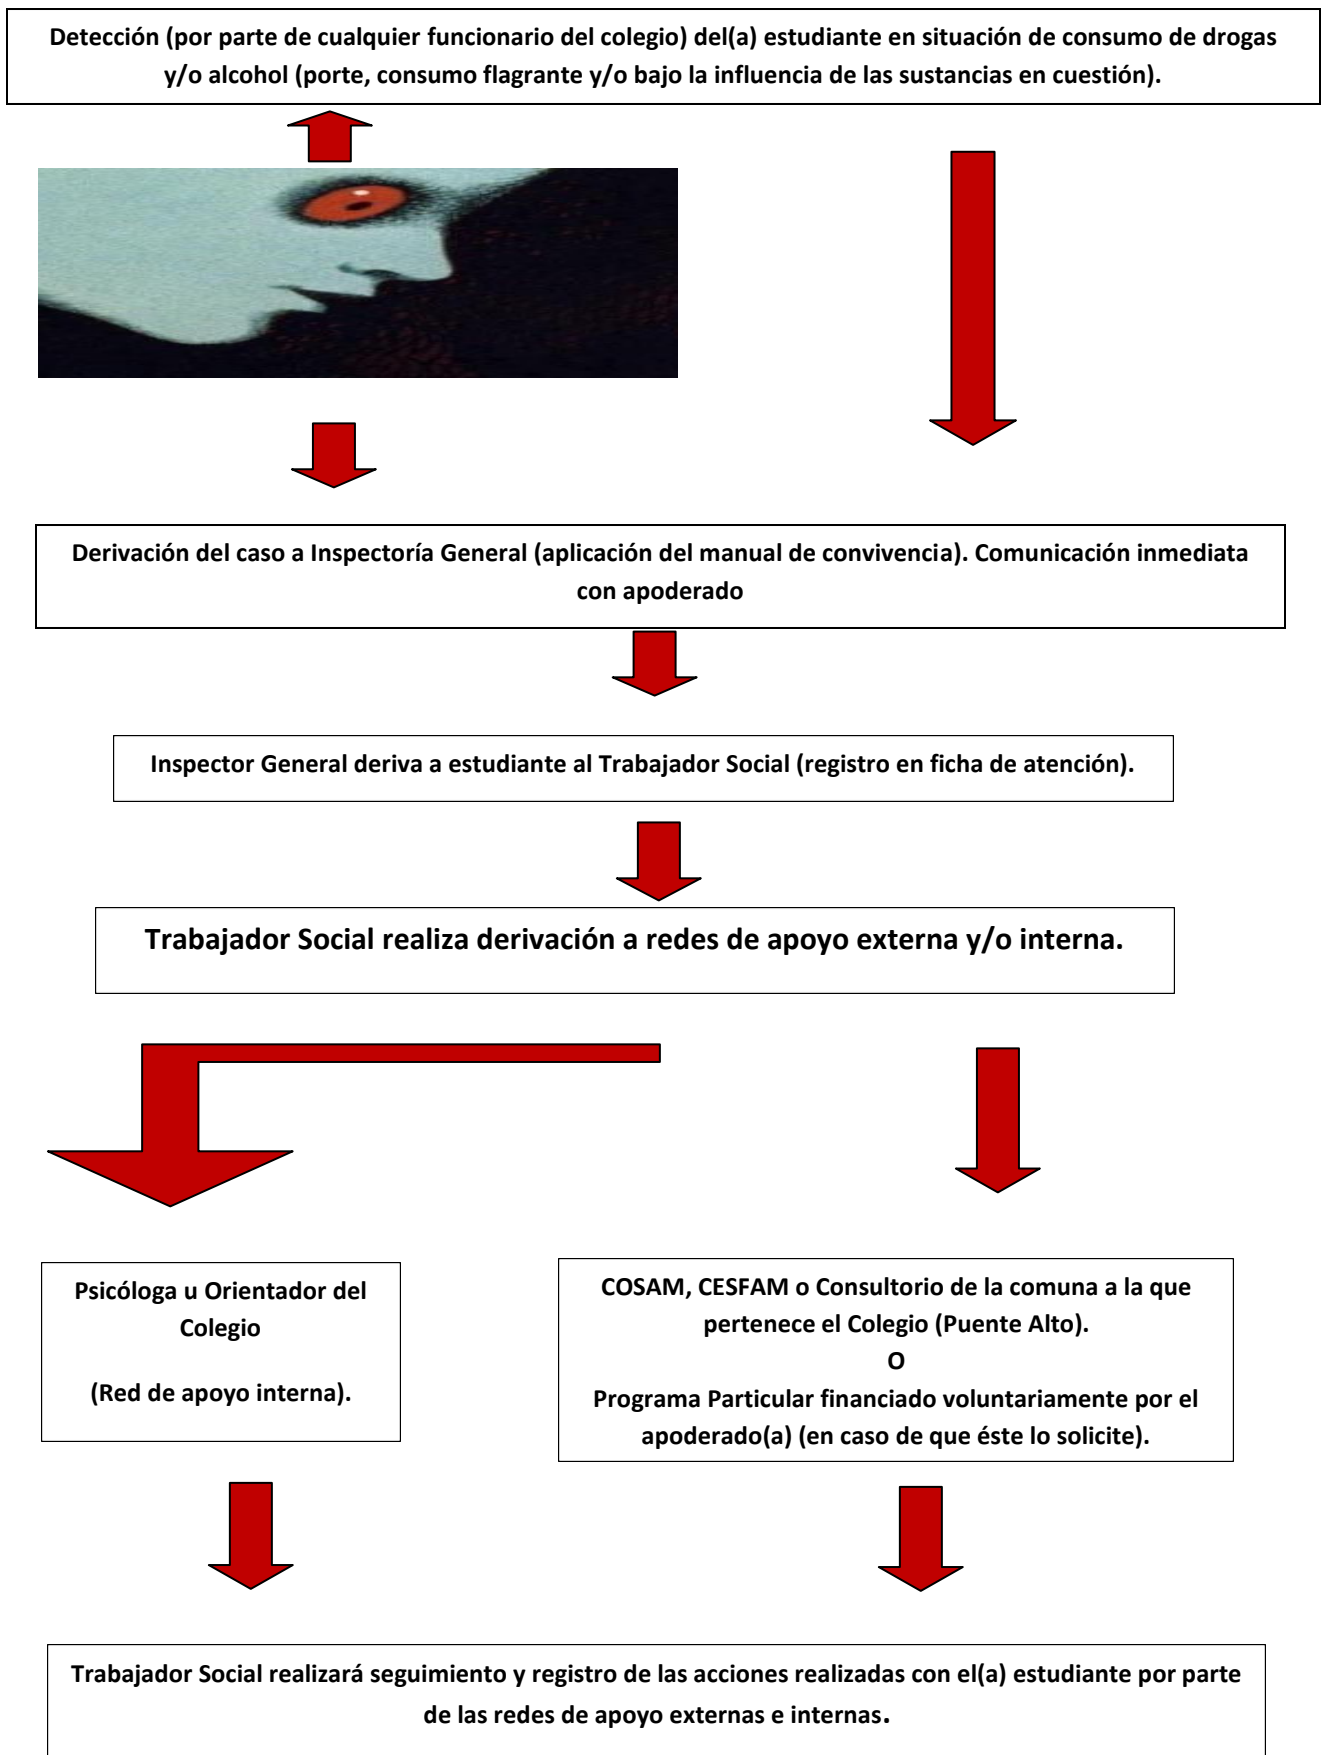 Detección (por parte de cualquier funcionario del colegio) del(a) estudiante en situación de consumo de drogas
y/o alcohol (porte, consumo flagrante y/o bajo la influencia de las sustancias en cuestión).
Derivación del caso a Inspectoría General (aplicación del manual de convivencia). Comunicación inmediata
con apoderado
Inspector General deriva a estudiante al Trabajador Social (registro en ficha de atención).
Trabajador Social realiza derivación a redes de apoyo externa y/o interna.
Psicóloga u Orientador del
Colegio
(Red de apoyo interna).
COSAM, CESFAM o Consultorio de la comuna a la que
pertenece el Colegio (Puente Alto).
O
Programa Particular financiado voluntariamente por el
apoderado(a) (en caso de que éste lo solicite).
Trabajador Social realizará seguimiento y registro de las acciones realizadas con el(a) estudiante por parte
de las redes de apoyo externas e internas.